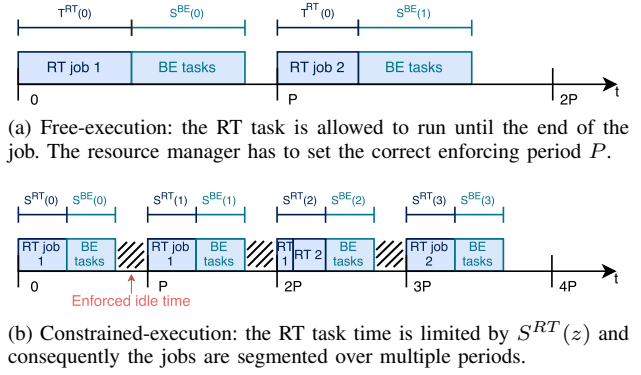 T^RT(0) S^BE(0) T^RT(0) S^BE(1)
RT job 1 BE tasks RT job 2 BE tasks
0 P 2P t
(a) Free-execution: the RT task is allowed to run until the end of the
job. The resource manager has to set the correct enforcing period P.
S^RT(0) S^BE(0) S^RT(1) S^BE(1) S^RT(2) S^BE(2) S^RT(3) S^BE(3)
RT job BE RT job BE RT RT 2 BE RT job BE
1 tasks 1 tasks 1 tasks 2 tasks
0 P 2P 3P 4P t
Enforced idle time
(b) Constrained-execution: the RT task time is limited by S^{RT}(z) and
consequently the jobs are segmented over multiple periods.